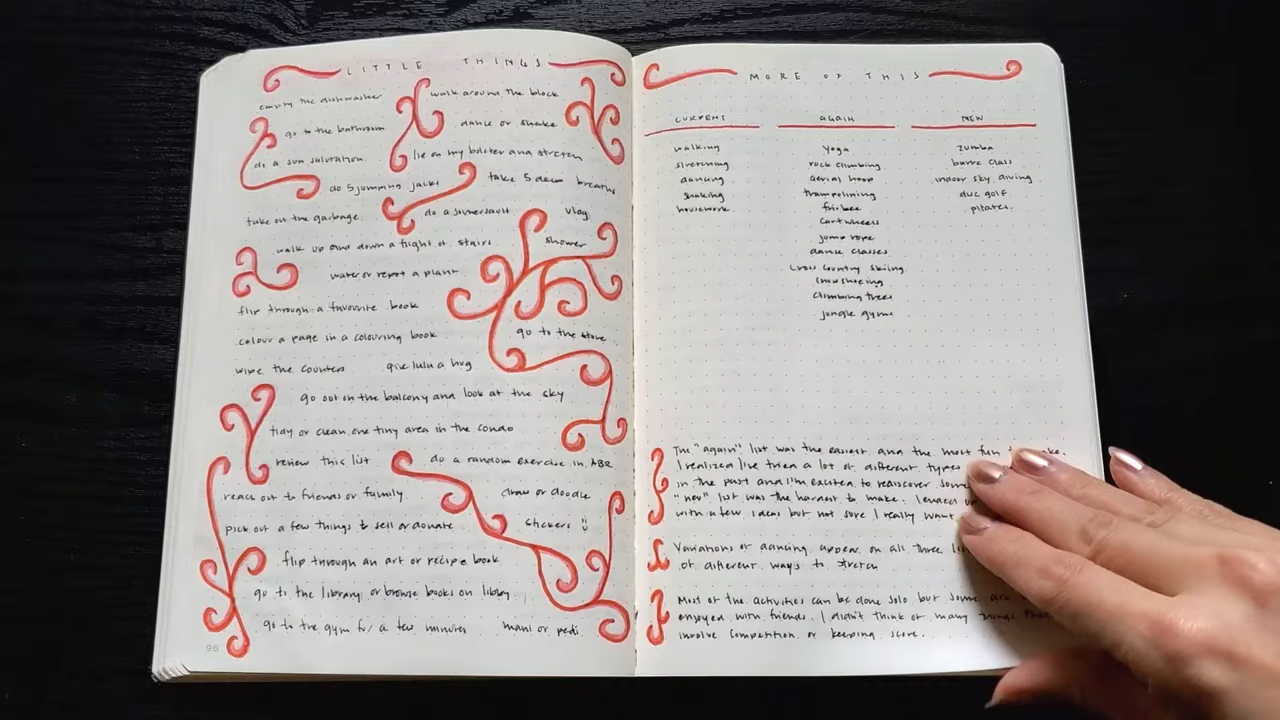 LITTLE THINGS
empty the dishwasher
walk around the block
go to the bathroom
dance or shake
do a sun salutation
lie on my bolster and stretch
do 5 jumping jacks
take 5 deep breaths
take out the garbage
do a somersault
vlog
walk up and down a flight of stairs
shower
water or repot a plant
flip through a favourite book
go to the store
colour a page in a colouring book
wipe the counters
give lulu a hug
go out on the balcony and look at the sky
tidy or clean one tiny area in the condo
review this list
do a random exercise in ABR
reach out to friends or family
draw or doodle
pick out a few things to sell or donate
stickers :)
flip through an art or recipe book
go to the library or browse books on libby
go to the gym for a few minutes
mani or pedi
96
MORE OF THIS
CURRENT
walking
stretching
dancing
shaking
housework
AGAIN
yoga
rock climbing
aerial hoop
trampolining
frisbee
cartwheels
jump rope
dance classes
cross country skiing
snowshoeing
climbing trees
jungle gyms
NEW
zumba
barre class
indoor sky diving
disc golf
pilates
The "again" list was the easiest and the most fun
I realized I've tried a lot of different types
in the past and I'm excited to rediscover
"new" list was the hardest to make. I ended
with a few ideas but not sure I really want
Variations of dancing appear on all three
of different ways to stretch
Most of the activities can be done solo but some are
enjoyed with friends. I didn't think of many things that
involve competition or keeping score.